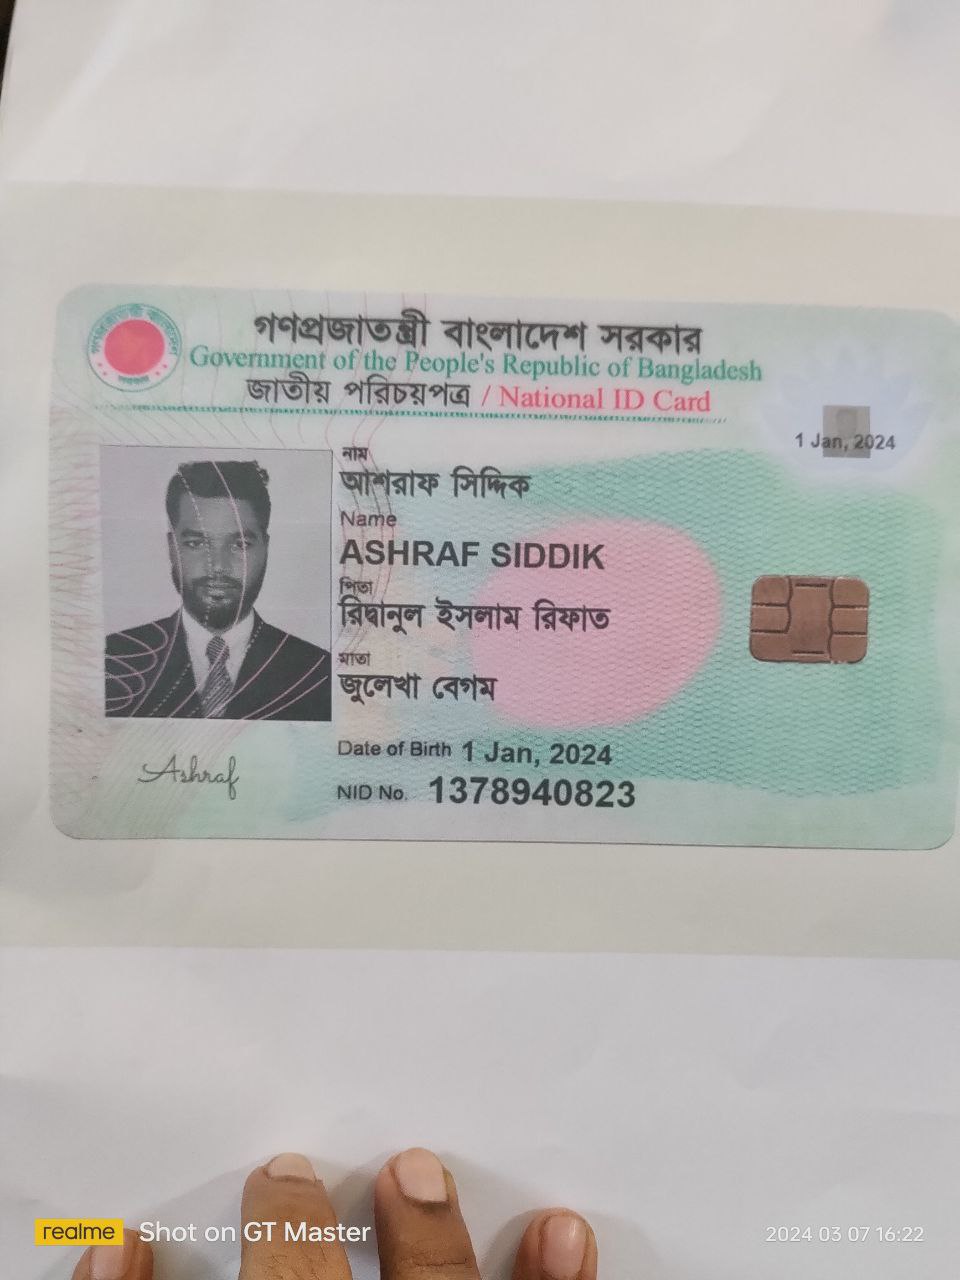 গণপ্রজাতন্ত্রী বাংলাদেশ সরকার
Government of the People's Republic of Bangladesh
জাতীয় পরিচয়পত্র / National ID Card
1 Jan, 2024
নাম
আশরাফ সিদ্দিক
Name
ASHRAF SIDDIK
পিতা
রিদ্বানুল ইসলাম রিফাত
মাতা
জুলেখা বেগম
Date of Birth 1 Jan, 2024
NID No. 1378940823
Ashraf
realme Shot on GT Master
2024 03 07 16:22